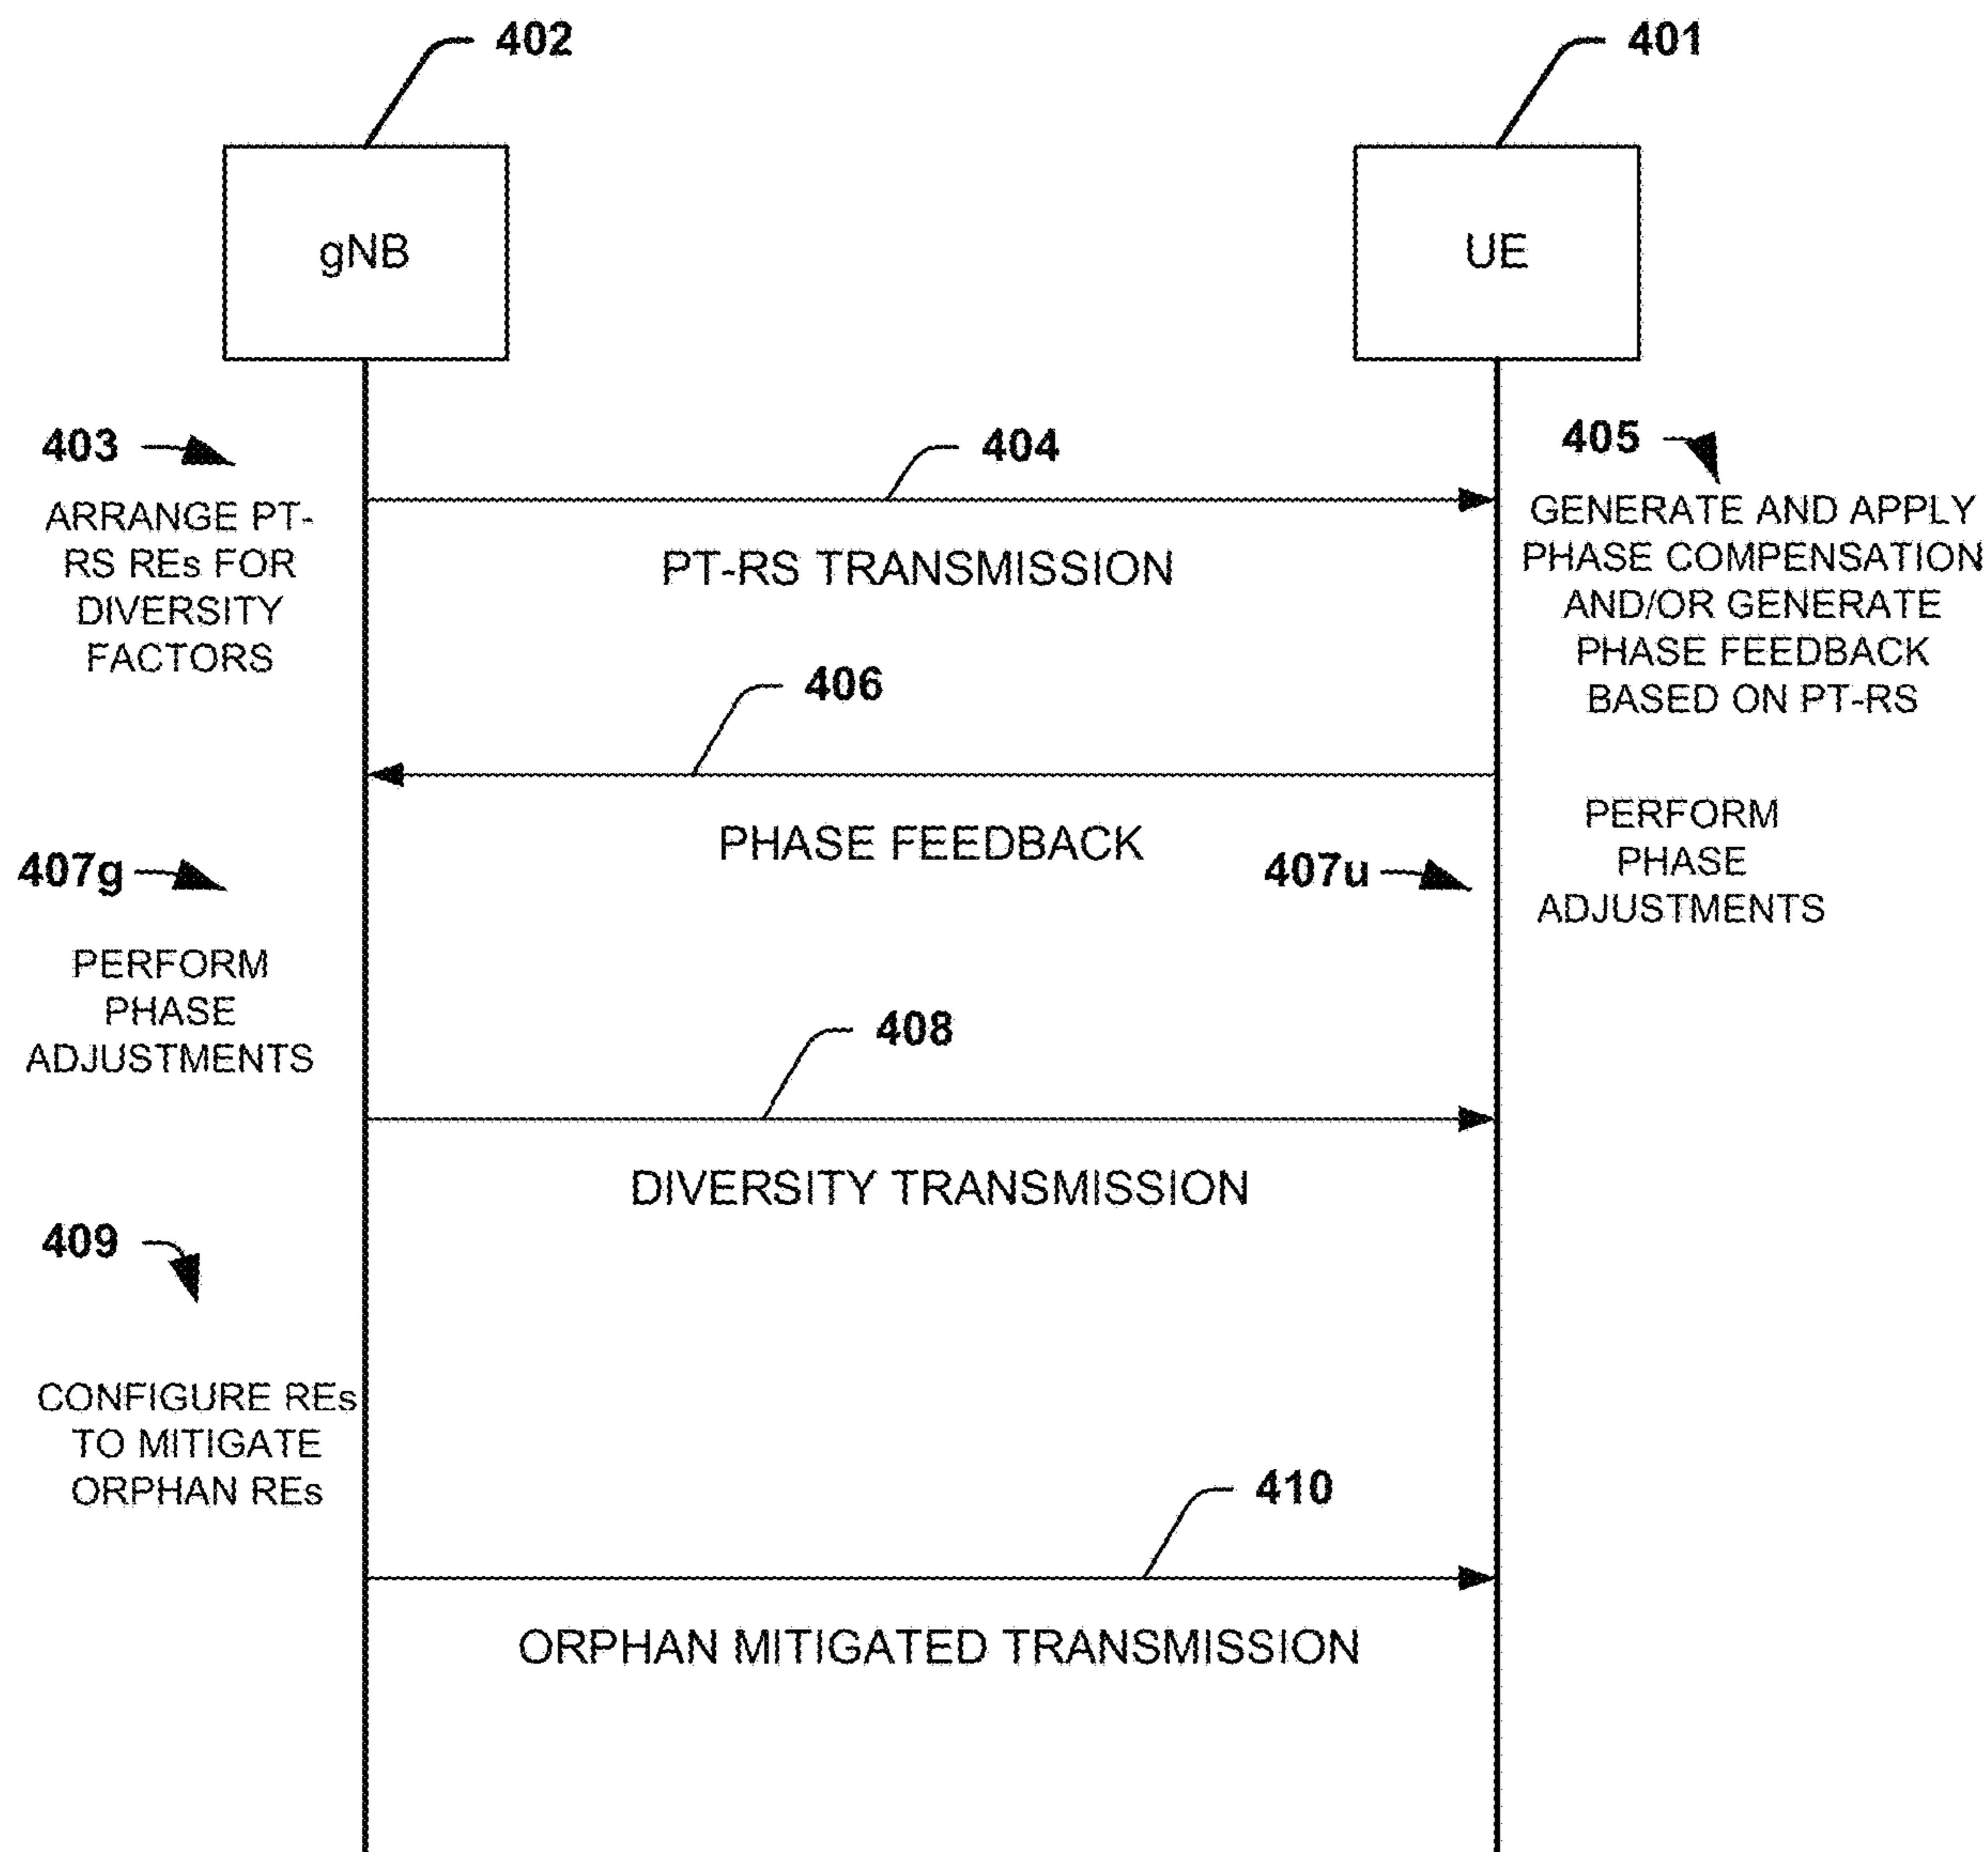 402
401
gNB
UE
403
404
405
ARRANGE PT-
RS REs FOR
DIVERSITY
FACTORS
PT-RS TRANSMISSION
GENERATE AND APPLY
PHASE COMPENSATION
AND/OR GENERATE
PHASE FEEDBACK
BASED ON PT-RS
406
PHASE FEEDBACK
407g
407u
PERFORM
PHASE
ADJUSTMENTS
PERFORM
PHASE
ADJUSTMENTS
408
DIVERSITY TRANSMISSION
409
CONFIGURE REs
TO MITIGATE
ORPHAN REs
410
ORPHAN MITIGATED TRANSMISSION